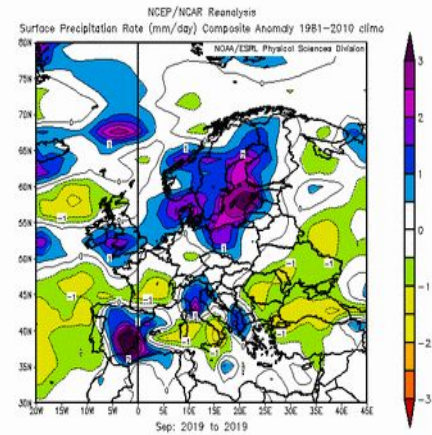 NCEP/NCAR Reanalysis
Surface Precipitation Rate (mm/day) Composite Anomaly 1981-2010 climo
NOAA/ESRL Physical Sciences Division
80N
75N
70N
65N
60N
55N
50N
45N
40N
35N
30N
20W 15W 10W 5W 0 5E 10E 15E 20E 25E 30E 35E 40E 45E
3
2
1
0
-1
-2
-3
Sep: 2019 to 2019